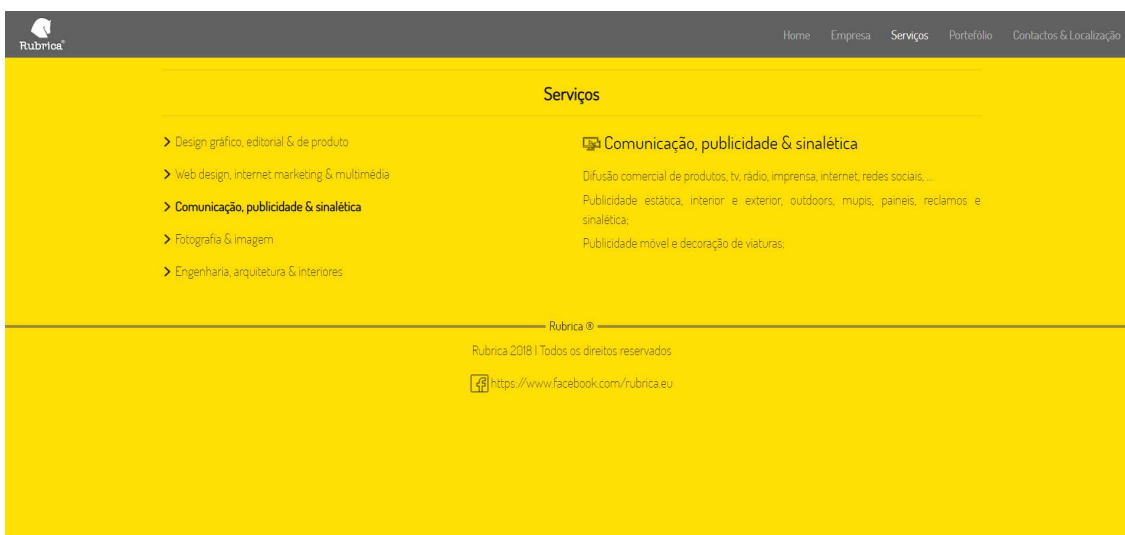 Rubrica®
Home Empresa Serviços Portefólio Contactos & Localização
Serviços
Design gráfico, editorial & de produto
Web design, internet marketing & multimédia
Comunicação, publicidade & sinalética
Fotografia & imagem
Engenharia, arquitetura & interiores
Comunicação, publicidade & sinalética
Difusão comercial de produtos, tv, rádio, imprensa, internet, redes sociais, ...
Publicidade estática, interior e exterior, outdoors, mupis, paineis, reclamos e
sinalética;
Publicidade móvel e decoração de viaturas;
Rubrica ®
Rubrica 2018 | Todos os direitos reservados
https://www.facebook.com/rubrica.eu